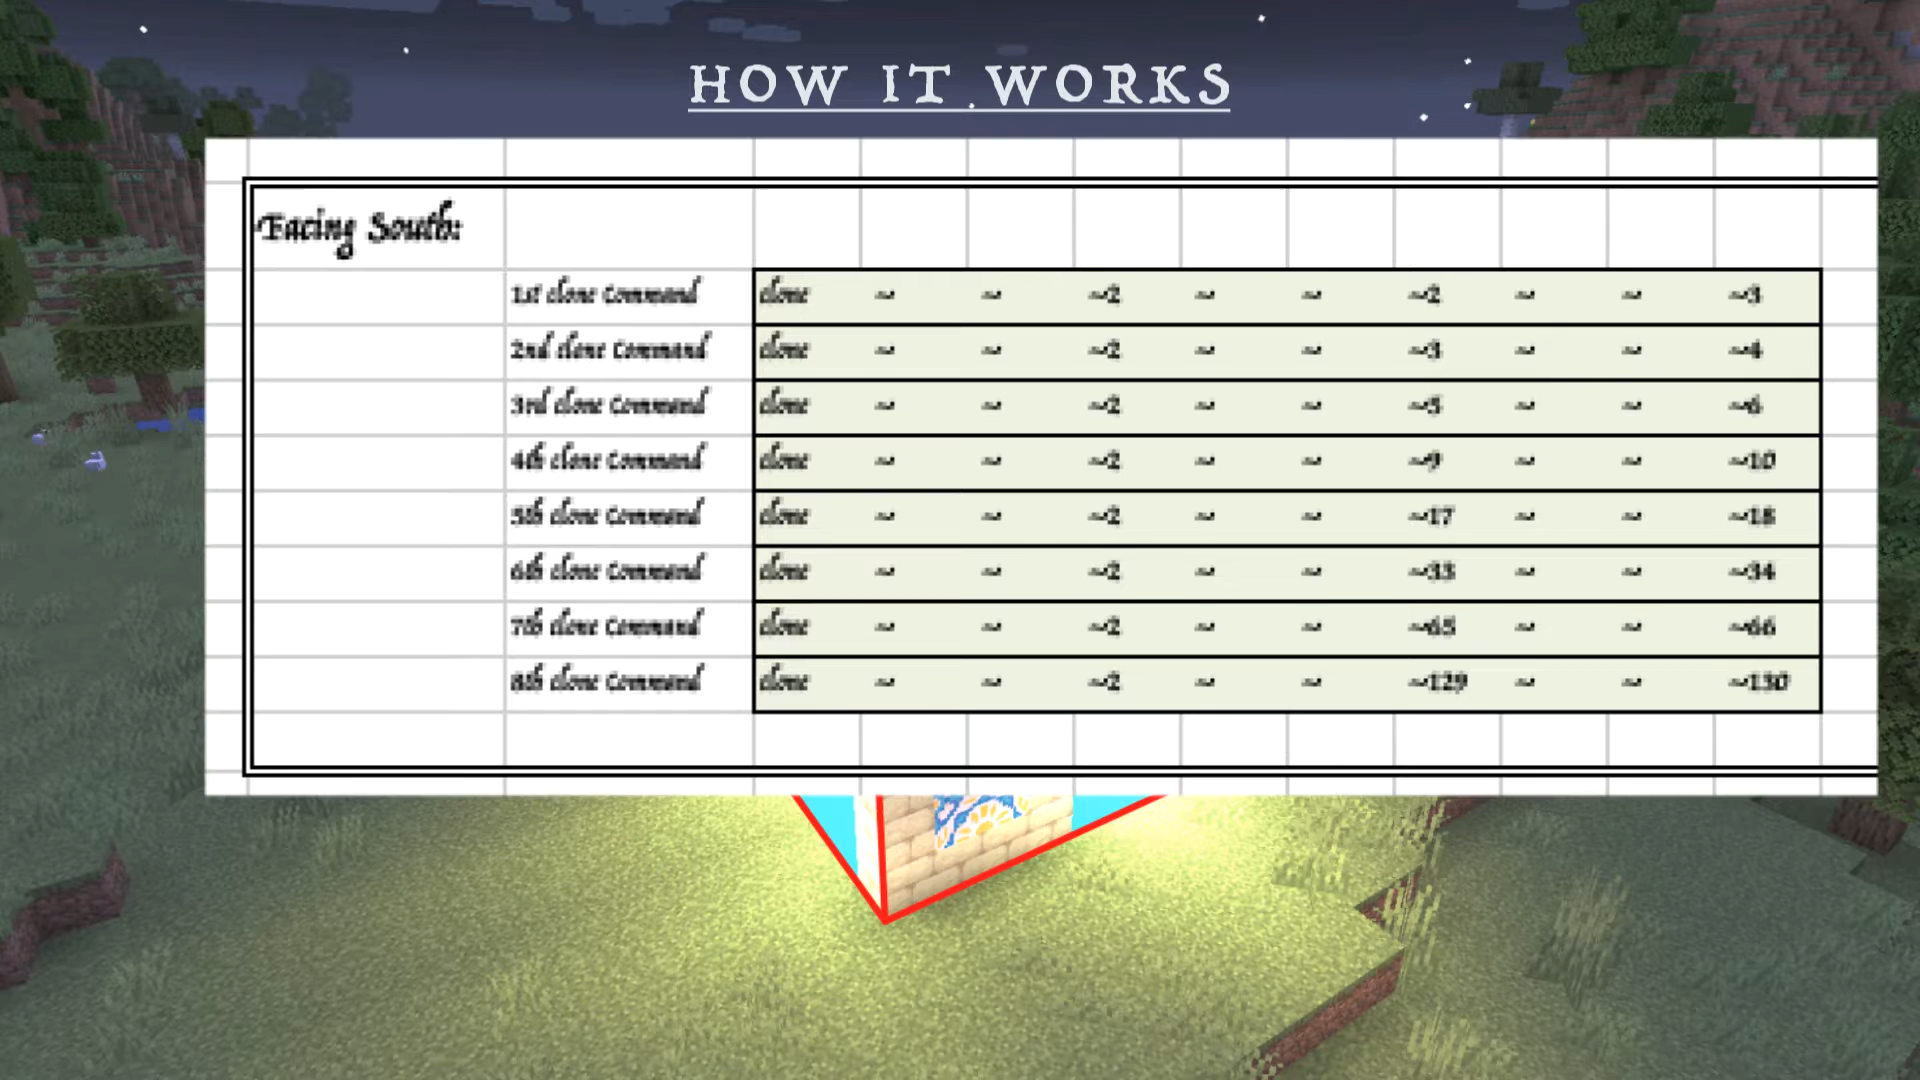 HOW IT WORKS
Facing South:
1st clone Command clone ~ ~ ~2 ~ ~ ~2 ~ ~ ~3
2nd clone Command clone ~ ~ ~2 ~ ~ ~3 ~ ~ ~4
3rd clone Command clone ~ ~ ~2 ~ ~ ~5 ~ ~ ~6
4th clone Command clone ~ ~ ~2 ~ ~ ~9 ~ ~ ~10
5th clone Command clone ~ ~ ~2 ~ ~ ~17 ~ ~ ~18
6th clone Command clone ~ ~ ~2 ~ ~ ~33 ~ ~ ~34
7th clone Command clone ~ ~ ~2 ~ ~ ~65 ~ ~ ~66
8th clone Command clone ~ ~ ~2 ~ ~ ~129 ~ ~ ~130